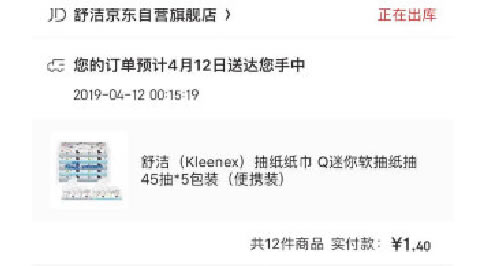 JD 舒洁京东自营旗舰店 >
正在出库
您的订单预计4月12日送达您手中
2019-04-12 00:15:19
舒洁（Kleenex）抽纸纸巾 Q迷你软抽纸抽
45抽*5包装（便携装）
共12件商品 实付款：¥1.40